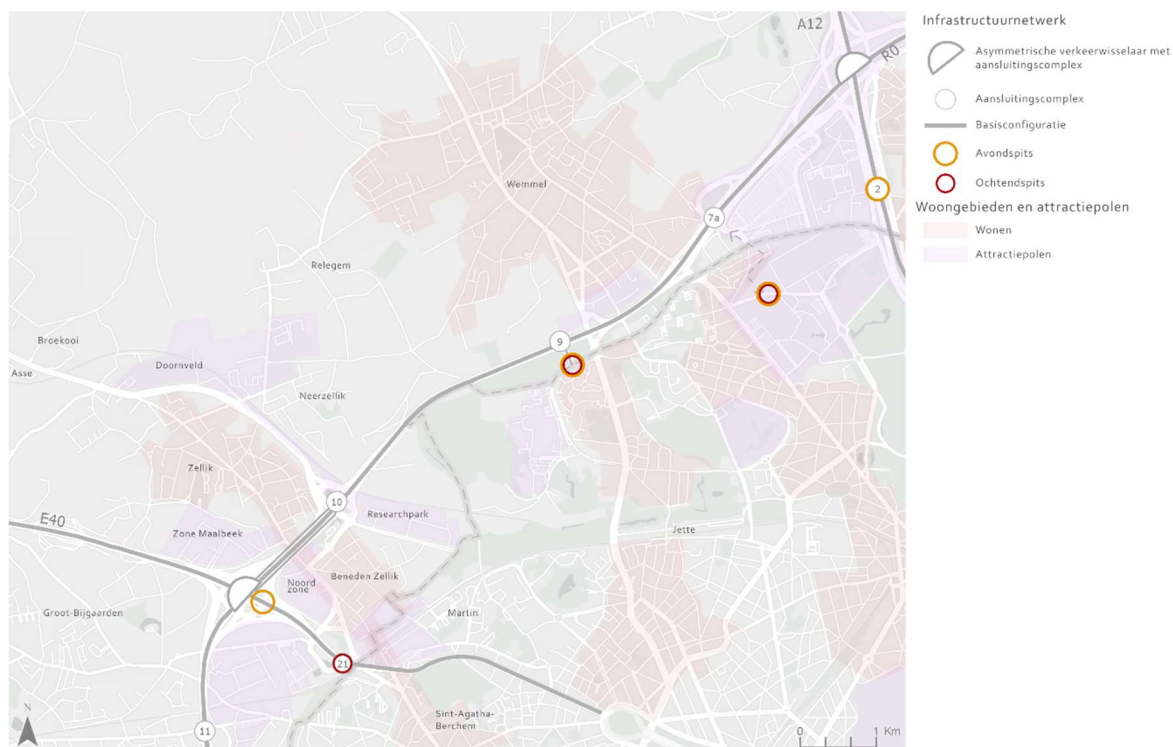 A12
R0
2
Wemmel
7a
Relegem
9
Broekooi
Doornveld
Asse
Neerzellik
Zellik
10
Researchpark
E40
Zone Maalbeek
Jette
Noord
zone
Beneden Zellik
Groot-Bijgaarden
Martin
21
N
Sint-Agatha-
Berchem
11
0
1 Km
Infrastructuurnetwerk
Asymmetrische verkeerwisselaar met
aansluitingscomplex
Aansluitingscomplex
Basisconfiguratie
Avondspits
Ochtendspits
Woongebieden en attractiepolen
Wonen
Attractiepolen